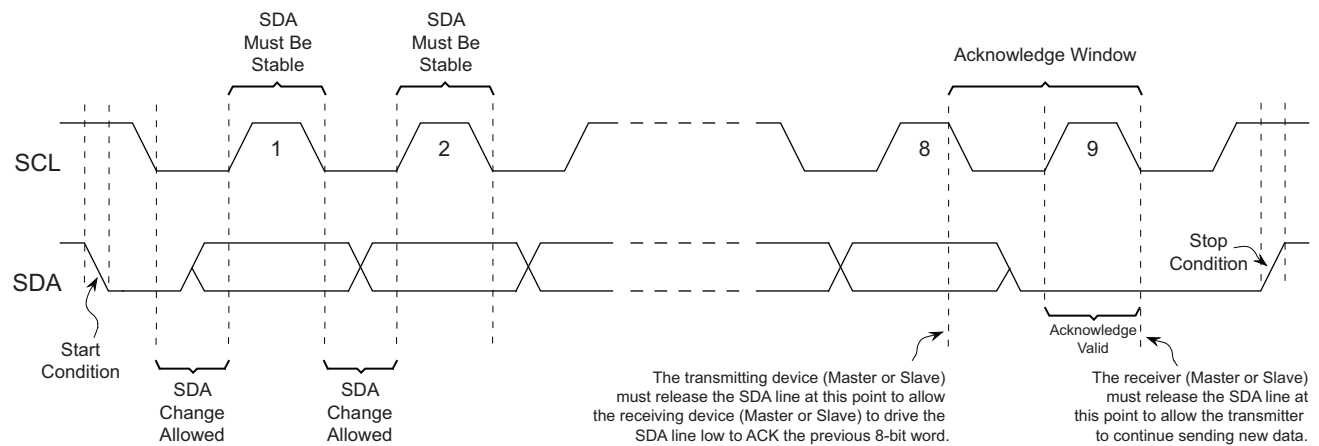 SDA
Must Be
Stable
SDA
Must Be
Stable
Acknowledge Window
SCL
1
2
8
9
SDA
Stop
Condition
Start
Condition
SDA
Change
Allowed
SDA
Change
Allowed
Acknowledge
Valid
The transmitting device (Master or Slave)
must release the SDA line at this point to allow
the receiving device (Master or Slave) to drive the
SDA line low to ACK the previous 8-bit word.
The receiver (Master or Slave)
must release the SDA line at
this point to allow the transmitter
to continue sending new data.